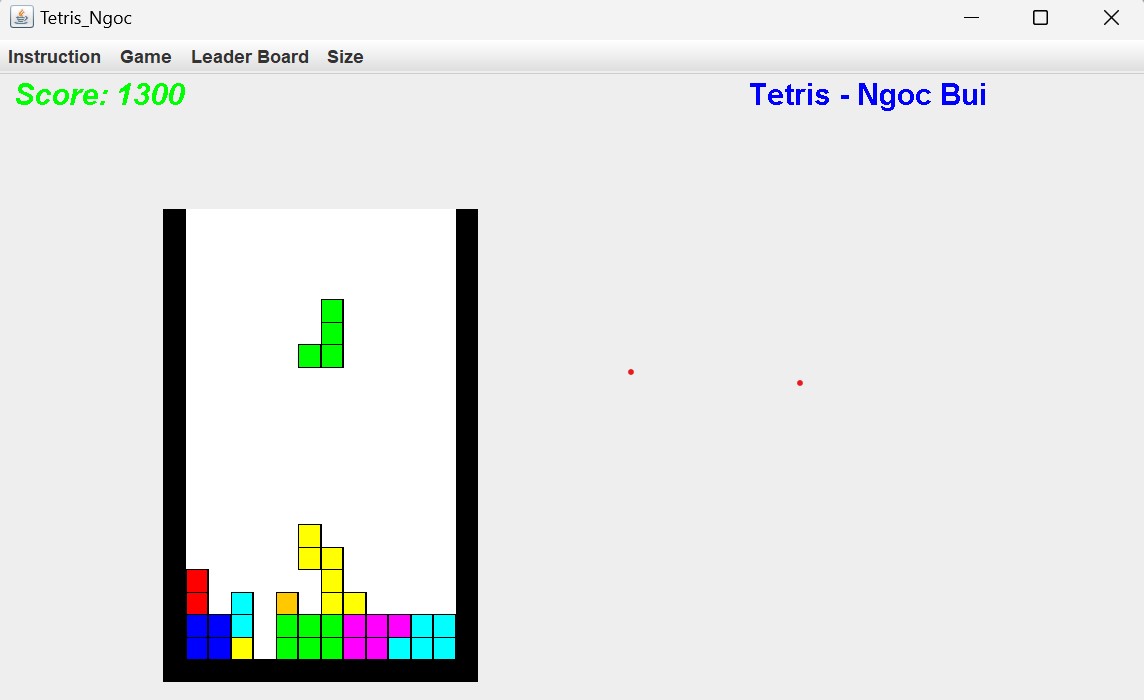 Tetris_Ngoc
Instruction Game Leader Board Size
Score: 1300
Tetris - Ngoc Bui